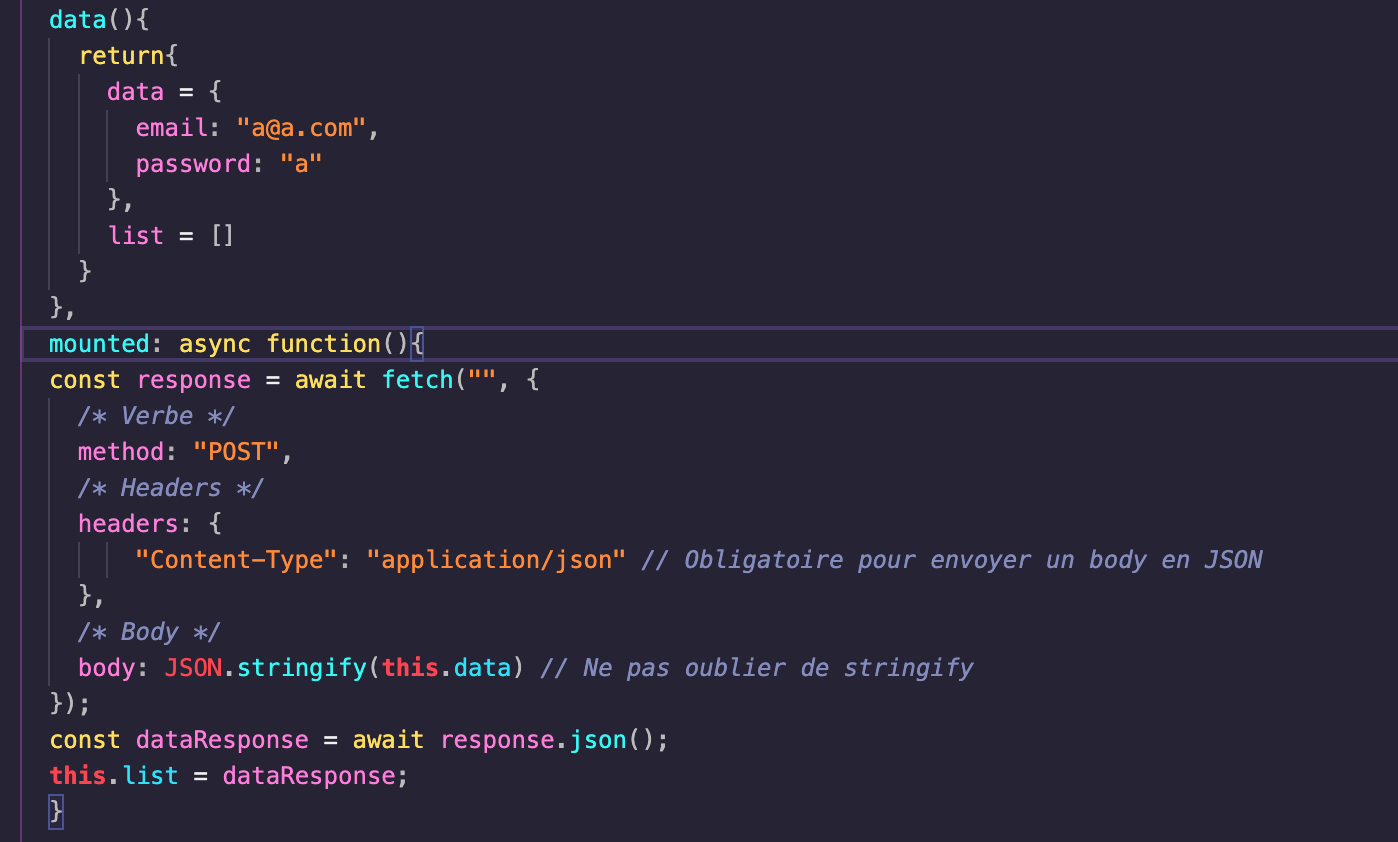 data(){
return{
data = {
email: "a@a.com",
password: "a"
},
list = []
}
},
mounted: async function(){
const response = await fetch("", {
/* Verbe */
method: "POST",
/* Headers */
headers: {
"Content-Type": "application/json" // Obligatoire pour envoyer un body en JSON
},
/* Body */
body: JSON.stringify(this.data) // Ne pas oublier de stringify
});
const dataResponse = await response.json();
this.list = dataResponse;
}